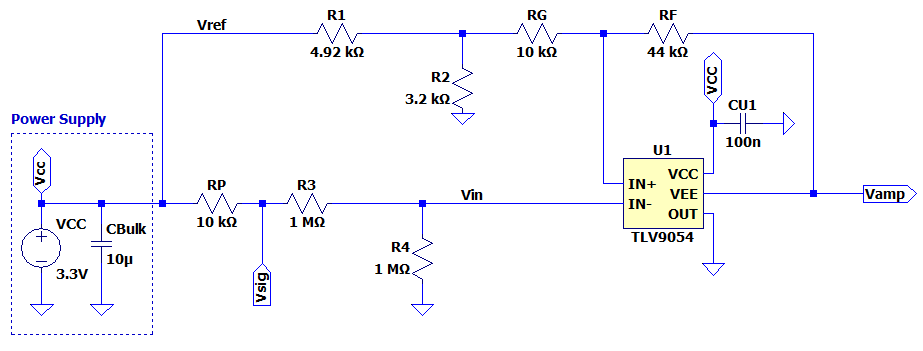 Vref
R1
4.92 kΩ
RG
10 kΩ
RF
44 kΩ
R2
3.2 kΩ
VCC
CU1
100n
Power Supply
Vcc
VCC
3.3V
CBulk
10µ
RP
10 kΩ
R3
1 MΩ
Vsig
Vin
R4
1 MΩ
U1
IN+
IN-
VCC
VEE
OUT
TLV9054
Vamp